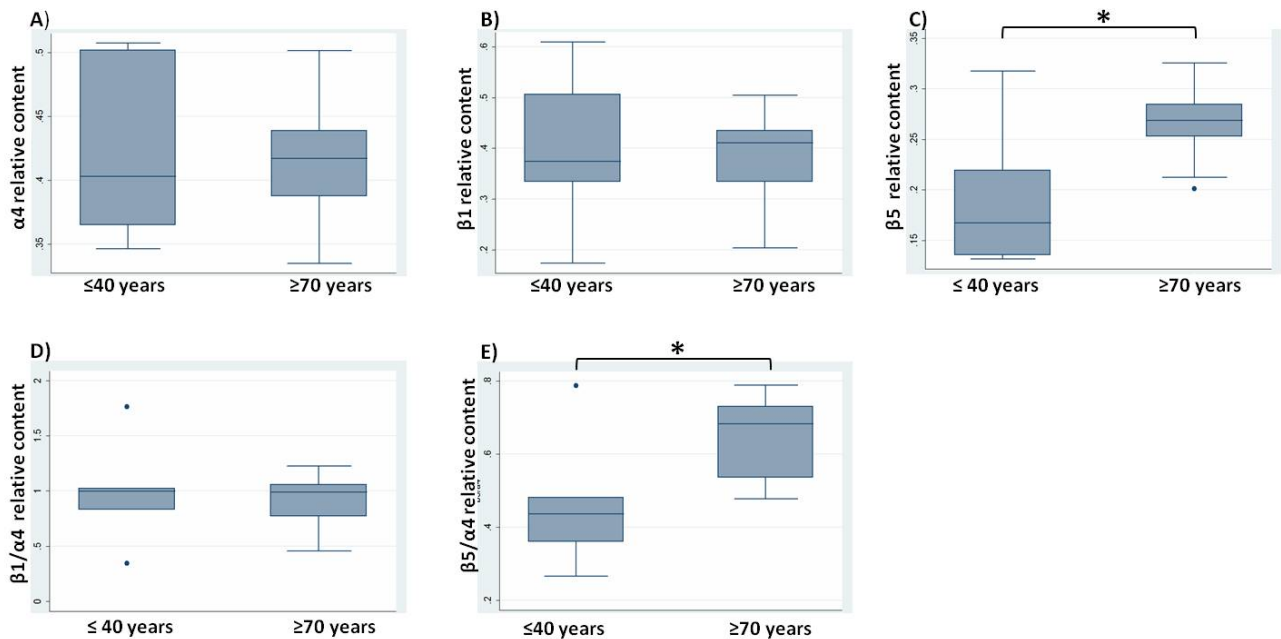 A)
α4 relative content
.5
.45
.4
.35
≤40 years
≥70 years
B)
β1 relative content
.6
.5
.4
.3
.2
≤40 years
≥70 years
C)
*
β5 relative content
.35
.3
.25
.2
.15
≤ 40 years
≥70 years
D)
β1/α4 relative content
2
1.5
1
.5
0
≤ 40 years
≥70 years
E)
*
β5/α4 relative content
.8
.6
.4
.2
≤40 years
≥70 years